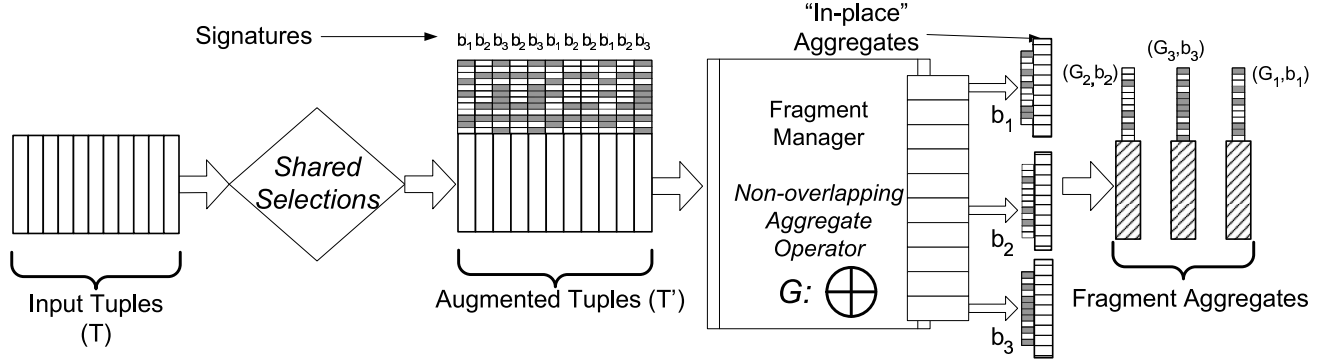 Signatures
b1 b2 b3 b2 b3 b1 b2 b2 b1 b2 b3
Shared
Selections
Input Tuples
(T)
Augmented Tuples (T')
Fragment
Manager
Non-overlapping
Aggregate
Operator
G:
“In-place”
Aggregates
b1
b2
b3
(G2,b2)
(G3,b3)
(G1,b1)
Fragment Aggregates